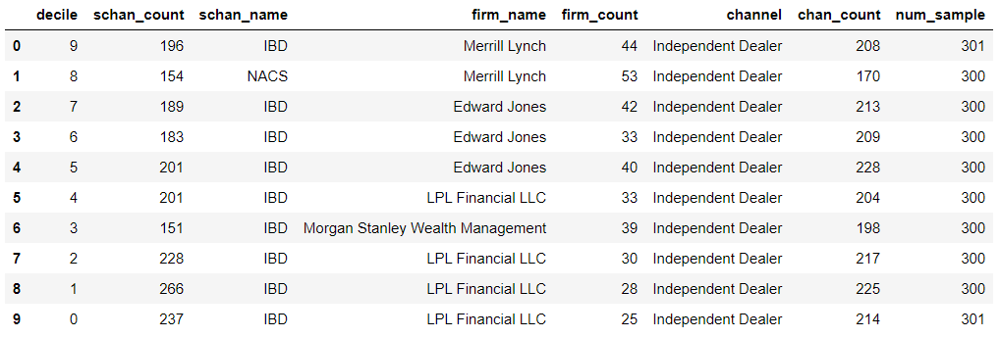 decile schan_count schan_name firm_name firm_count channel chan_count num_sample
0 9 196 IBD Merrill Lynch 44 Independent Dealer 208 301
1 8 154 NACS Merrill Lynch 53 Independent Dealer 170 300
2 7 189 IBD Edward Jones 42 Independent Dealer 213 300
3 6 183 IBD Edward Jones 33 Independent Dealer 209 300
4 5 201 IBD Edward Jones 40 Independent Dealer 228 300
5 4 201 IBD LPL Financial LLC 33 Independent Dealer 204 300
6 3 151 IBD Morgan Stanley Wealth Management 39 Independent Dealer 198 300
7 2 228 IBD LPL Financial LLC 30 Independent Dealer 217 300
8 1 266 IBD LPL Financial LLC 28 Independent Dealer 225 300
9 0 237 IBD LPL Financial LLC 25 Independent Dealer 214 301